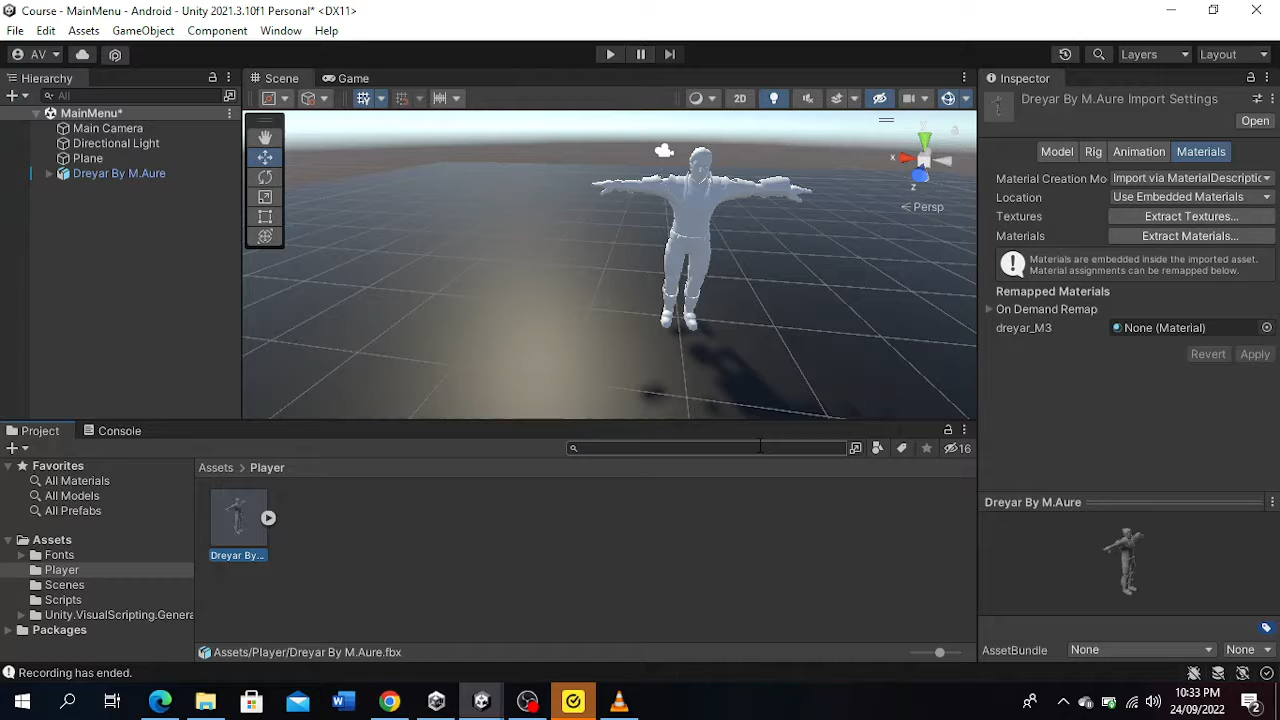 Course - MainMenu - Android - Unity 2021.3.10f1 Personal* <DX11>
File Edit Assets GameObject Component Window Help
AV Layers Layout
Hierarchy
All
MainMenu*
Main Camera
Directional Light
Plane
Dreyar By M.Aure
Scene Game
2D
y
x
z
Persp
Inspector
Dreyar By M.Aure Import Settings
Open
Model Rig Animation Materials
Material Creation Mo Import via MaterialDescriptic
Location Use Embedded Materials
Textures Extract Textures...
Materials Extract Materials...
Materials are embedded inside the imported asset.
Material assignments can be remapped below.
Remapped Materials
On Demand Remap
dreyar_M3 None (Material)
Revert Apply
Project Console
16
Favorites
All Materials
All Models
All Prefabs
Assets
Fonts
Player
Scenes
Scripts
Unity.VisualScripting.Genera
Packages
Assets > Player
Dreyar By...
Assets/Player/Dreyar By M.Aure.fbx
Dreyar By M.Aure
AssetBundle None None
Recording has ended.
10:33 PM
24/09/2022
2